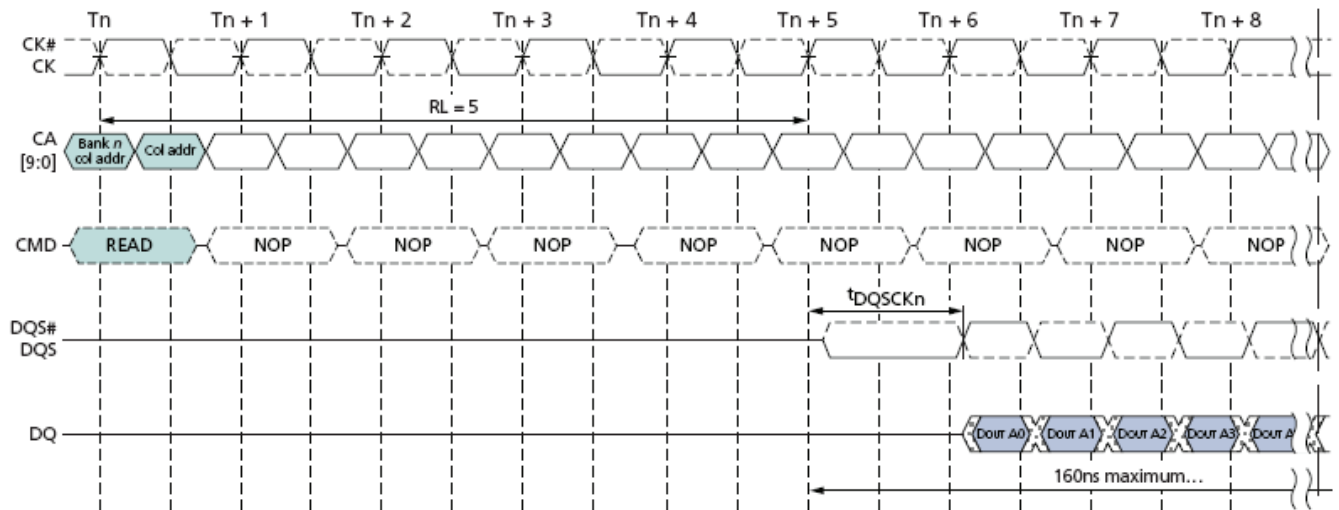 Tn Tn + 1 Tn + 2 Tn + 3 Tn + 4 Tn + 5 Tn + 6 Tn + 7 Tn + 8
CK#
CK
RL = 5
CA
[9:0]
Bank n
col addr
Col addr
CMD READ NOP NOP NOP NOP NOP NOP NOP NOP
tDQSCKn
DQS#
DQS
DQ DOUT A0 DOUT A1 DOUT A2 DOUT A3 DOUT A
160ns maximum...